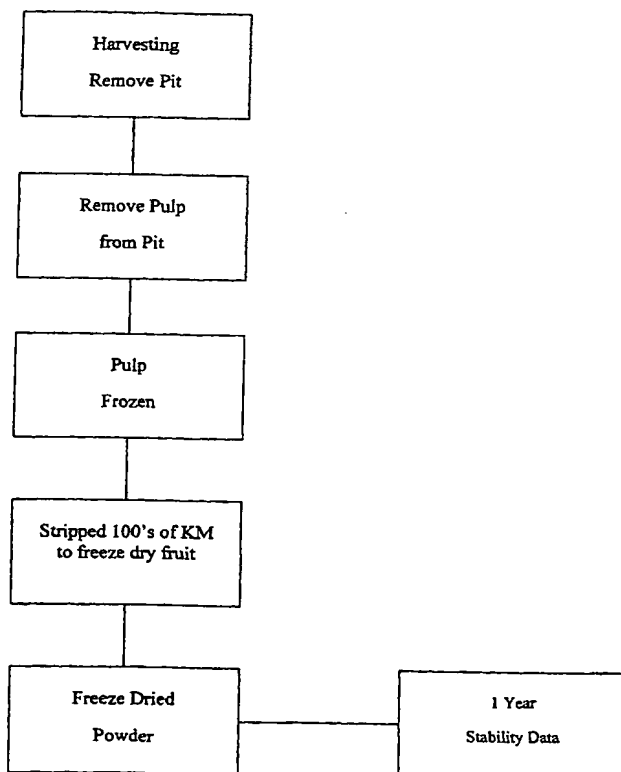 Harvesting
Remove Pit
Remove Pulp
from Pit
Pulp
Frozen
Stripped 100's of KM
to freeze dry fruit
Freeze Dried
Powder
1 Year
Stability Data